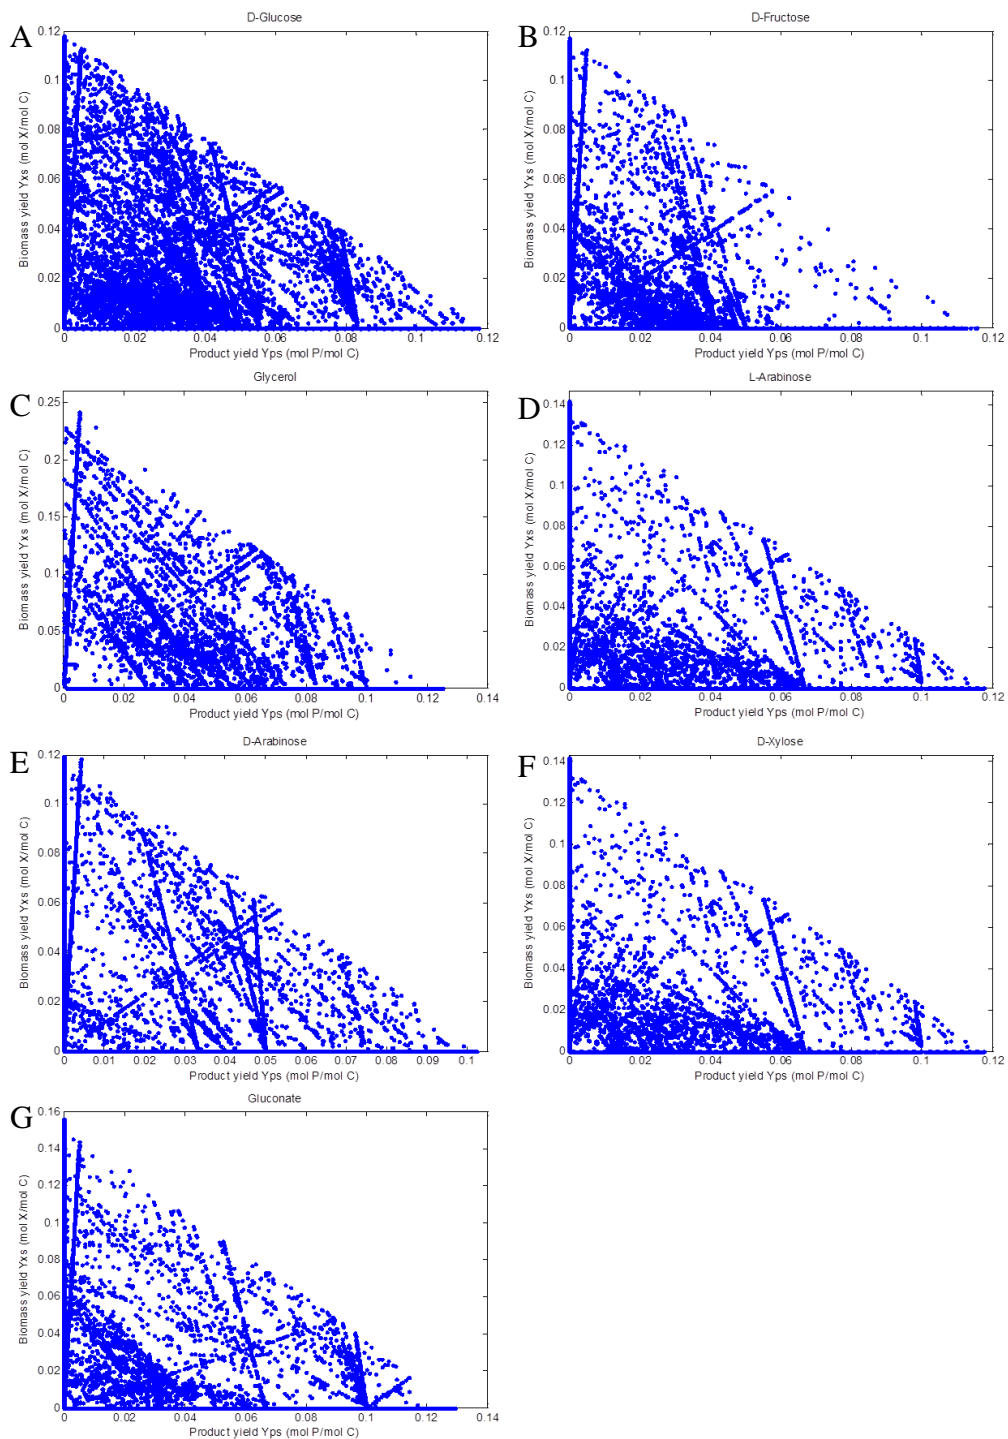 A
D-Glucose
Biomass yield Yxs (mol X/mol C)
0.12
0.1
0.08
0.06
0.04
0.02
0
0 0.02 0.04 0.06 0.08 0.1 0.12
Product yield Yps (mol P/mol C)
B
D-Fructose
Biomass yield Yxs (mol X/mol C)
0.12
0.1
0.08
0.06
0.04
0.02
0
0 0.02 0.04 0.06 0.08 0.1 0.12
Product yield Yps (mol P/mol C)
C
Glycerol
Biomass yield Yxs (mol X/mol C)
0.25
0.2
0.15
0.1
0.05
0
0 0.02 0.04 0.06 0.08 0.1 0.12 0.14
Product yield Yps (mol P/mol C)
D
L-Arabinose
Biomass yield Yxs (mol X/mol C)
0.14
0.12
0.1
0.08
0.06
0.04
0.02
0
0 0.02 0.04 0.06 0.08 0.1 0.12
Product yield Yps (mol P/mol C)
E
D-Arabinose
Biomass yield Yxs (mol X/mol C)
0.12
0.1
0.08
0.06
0.04
0.02
0
0 0.01 0.02 0.03 0.04 0.05 0.06 0.07 0.08 0.09 0.1
Product yield Yps (mol P/mol C)
F
D-Xylose
Biomass yield Yxs (mol X/mol C)
0.14
0.12
0.1
0.08
0.06
0.04
0.02
0
0 0.02 0.04 0.06 0.08 0.1 0.12
Product yield Yps (mol P/mol C)
G
Gluconate
Biomass yield Yxs (mol X/mol C)
0.16
0.14
0.12
0.1
0.08
0.06
0.04
0.02
0
0 0.02 0.04 0.06 0.08 0.1 0.12 0.14
Product yield Yps (mol P/mol C)